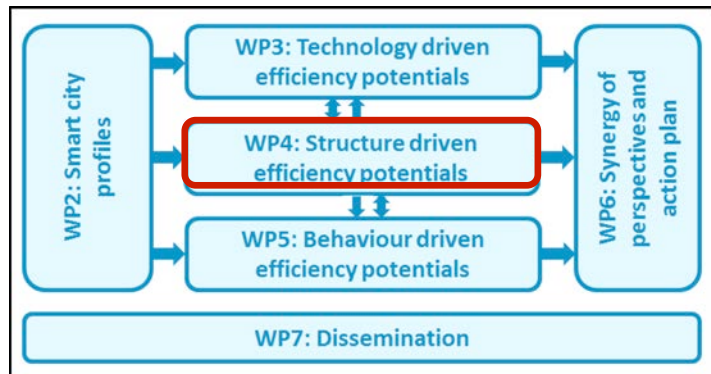 WP2: Smart city
profiles
WP3: Technology driven
efficiency potentials
WP4: Structure driven
efficiency potentials
WP5: Behaviour driven
efficiency potentials
WP6: Synergy of
perspectives and
action plan
WP7: Dissemination